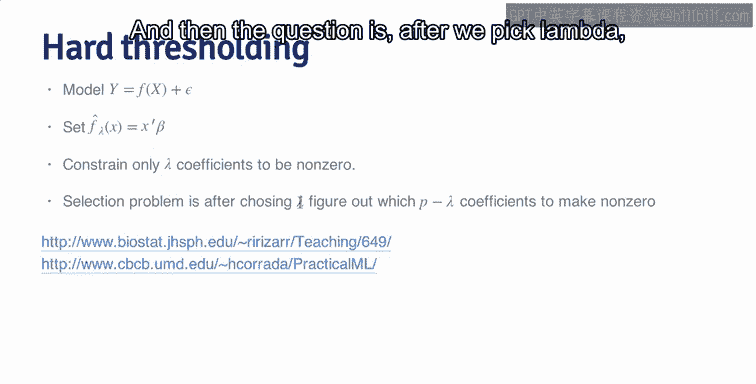 And then the question is, after we pick lambda,
Hard thresholding
· Model Y = f(X) + ϵ
· Set f̂λ(x) = x′β
· Constrain only λ coefficients to be nonzero.
· Selection problem is after chosing λ figure out which p − λ coefficients to make nonzero
http://www.biostat.jhsph.edu/~ririzarr/Teaching/649/
http://www.cbcb.umd.edu/~hcorrada/PracticalML/